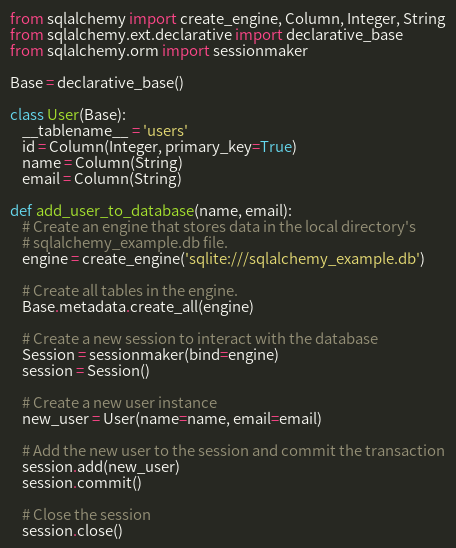 from sqlalchemy import create_engine, Column, Integer, String
from sqlalchemy.ext.declarative import declarative_base
from sqlalchemy.orm import sessionmaker

Base = declarative_base()

class User(Base):
    __tablename__ = 'users'
    id = Column(Integer, primary_key=True)
    name = Column(String)
    email = Column(String)

def add_user_to_database(name, email):
    # Create an engine that stores data in the local directory's
    # sqlalchemy_example.db file.
    engine = create_engine('sqlite:///sqlalchemy_example.db')

    # Create all tables in the engine.
    Base.metadata.create_all(engine)

    # Create a new session to interact with the database
    Session = sessionmaker(bind=engine)
    session = Session()

    # Create a new user instance
    new_user = User(name=name, email=email)

    # Add the new user to the session and commit the transaction
    session.add(new_user)
    session.commit()

    # Close the session
    session.close()